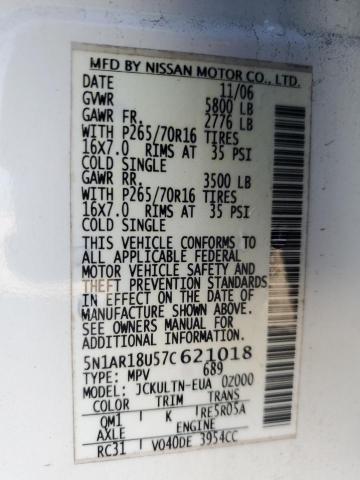 MFD BY NISSAN MOTOR CO., LTD.
DATE 11/06
GVWR 5800 LB
GAWR FR. 2776 LB
WITH P265/70R16 TIRES
16X7.0 RIMS AT 35 PSI
COLD SINGLE
GAWR RR. 3500 LB
WITH P265/70R16 TIRES
16X7.0 RIMS AT 35 PSI
COLD SINGLE
THIS VEHICLE CONFORMS TO
ALL APPLICABLE FEDERAL
MOTOR VEHICLE SAFETY AND
THEFT PREVENTION STANDARDS
IN EFFECT ON THE DATE OF
MANUFACTURE SHOWN ABOVE.
SEE OWNERS MANUAL FOR
ADDITIONAL INFORMATION.
5N1AR18U57C621018
TYPE: MPV 689
MODEL: JCKULTN-EUA 0Z000
COLOR TRIM TRANS
QM1 K RE5R05A
AXLE ENGINE
RC31 VQ40DE 3954CC